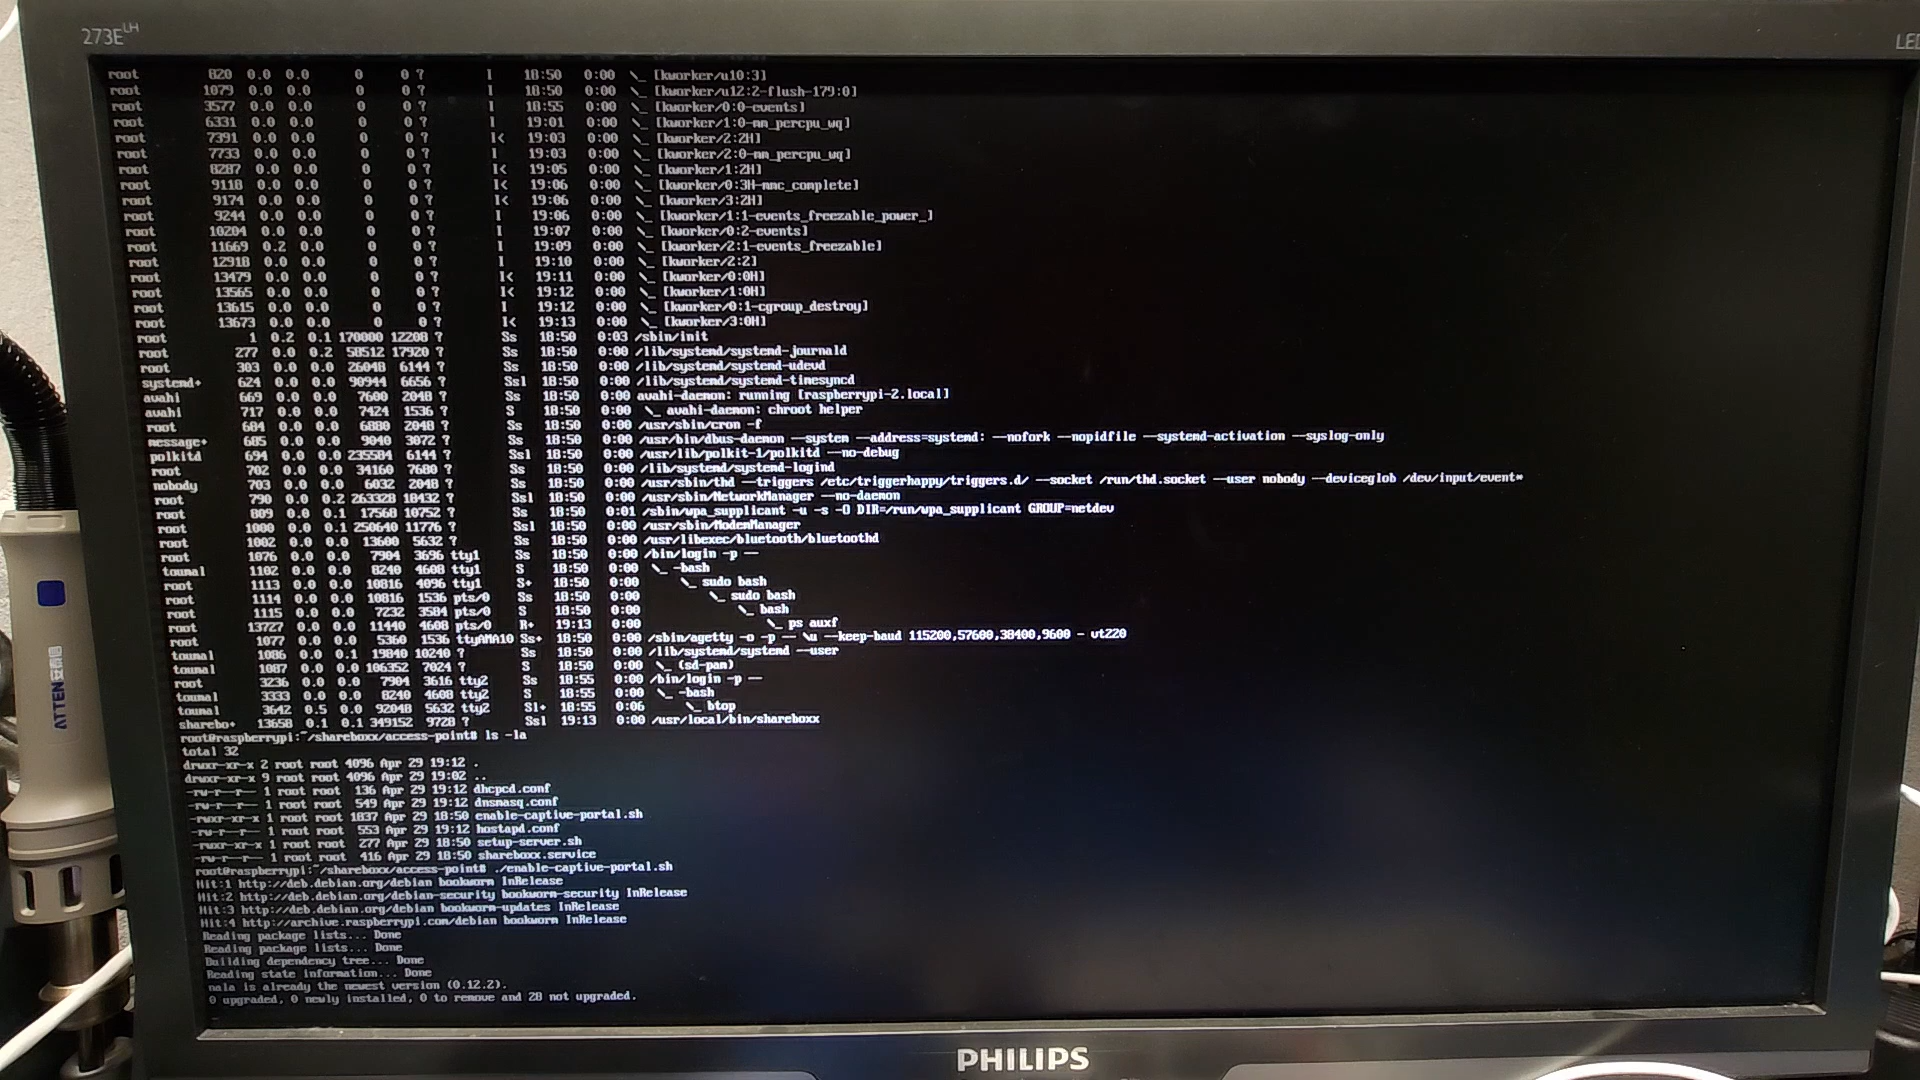 273ELH
LED
root 820 0.0 0.0 0 0 ? I 18:50 0:00 \_ [kworker/u10:3]
root 1079 0.0 0.0 0 0 ? I 18:50 0:00 \_ [kworker/u12:2-flush-179:0]
root 3577 0.0 0.0 0 0 ? I 18:55 0:00 \_ [kworker/0:0-events]
root 6331 0.0 0.0 0 0 ? I 19:01 0:00 \_ [kworker/1:0-mm_percpu_wq]
root 7391 0.0 0.0 0 0 ? I< 19:03 0:00 \_ [kworker/2:2H]
root 7733 0.0 0.0 0 0 ? I 19:03 0:00 \_ [kworker/2:0-mm_percpu_wq]
root 8287 0.0 0.0 0 0 ? I< 19:05 0:00 \_ [kworker/1:2H]
root 9118 0.0 0.0 0 0 ? I< 19:06 0:00 \_ [kworker/0:3H-mmc_complete]
root 9174 0.0 0.0 0 0 ? I< 19:06 0:00 \_ [kworker/3:2H]
root 9244 0.0 0.0 0 0 ? I 19:06 0:00 \_ [kworker/1:1-events_freezable_power_]
root 10204 0.0 0.0 0 0 ? I 19:07 0:00 \_ [kworker/0:2-events]
root 11669 0.2 0.0 0 0 ? I 19:09 0:00 \_ [kworker/2:1-events_freezable]
root 12918 0.0 0.0 0 0 ? I 19:10 0:00 \_ [kworker/2:2]
root 13479 0.0 0.0 0 0 ? I< 19:11 0:00 \_ [kworker/0:0H]
root 13565 0.0 0.0 0 0 ? I< 19:12 0:00 \_ [kworker/1:0H]
root 13615 0.0 0.0 0 0 ? I 19:12 0:00 \_ [kworker/0:1-cgroup_destroy]
root 13673 0.0 0.0 0 0 ? I< 19:13 0:00 \_ [kworker/3:0H]
root 1 0.2 0.1 170000 12208 ? Ss 18:50 0:03 /sbin/init
root 277 0.0 0.2 58512 17920 ? Ss 18:50 0:00 /lib/systemd/systemd-journald
root 303 0.0 0.0 26048 6144 ? Ss 18:50 0:00 /lib/systemd/systemd-udevd
systemd+ 624 0.0 0.0 90944 6656 ? Ssl 18:50 0:00 /lib/systemd/systemd-timesyncd
avahi 669 0.0 0.0 7600 2048 ? Ss 18:50 0:00 avahi-daemon: running [raspberrypi-2.local]
avahi 717 0.0 0.0 7424 1536 ? S 18:50 0:00 \_ avahi-daemon: chroot helper
root 684 0.0 0.0 6880 2048 ? Ss 18:50 0:00 /usr/sbin/cron -f
message+ 685 0.0 0.0 9040 3072 ? Ss 18:50 0:00 /usr/bin/dbus-daemon --system --address=systemd: --nofork --nopidfile --systemd-activation --syslog-only
polkitd 694 0.0 0.0 235584 6144 ? Ssl 18:50 0:00 /usr/lib/polkit-1/polkitd --no-debug
root 702 0.0 0.0 34160 7680 ? Ss 18:50 0:00 /lib/systemd/systemd-logind
nobody 703 0.0 0.0 6032 2048 ? Ss 18:50 0:00 /usr/sbin/thd --triggers /etc/triggerhappy/triggers.d/ --socket /run/thd.socket --user nobody --deviceglob /dev/input/event*
root 790 0.0 0.2 263328 18432 ? Ssl 18:50 0:00 /usr/sbin/NetworkManager --no-daemon
root 809 0.0 0.1 17568 10752 ? Ss 18:50 0:01 /sbin/wpa_supplicant -u -s -O DIR=/run/wpa_supplicant GROUP=netdev
root 1000 0.0 0.1 250640 11776 ? Ssl 18:50 0:00 /usr/sbin/ModemManager
root 1002 0.0 0.0 13600 5632 ? Ss 18:50 0:00 /usr/libexec/bluetooth/bluetoothd
root 1076 0.0 0.0 7904 3696 tty1 Ss 18:50 0:00 /bin/login -p --
toumal 1102 0.0 0.0 8240 4608 tty1 S 18:50 0:00 \_ -bash
root 1113 0.0 0.0 10816 4096 tty1 S+ 18:50 0:00 \_ sudo bash
root 1114 0.0 0.0 10816 1536 pts/0 Ss 18:50 0:00 \_ sudo bash
root 1115 0.0 0.0 7232 3584 pts/0 S 18:50 0:00 \_ bash
root 13727 0.0 0.0 11440 4608 pts/0 R+ 19:13 0:00 \_ ps auxf
root 1077 0.0 0.0 5360 1536 ttyAMA10 Ss+ 18:50 0:00 /sbin/agetty -o -p -- \u --keep-baud 115200,57600,38400,9600 - vt220
toumal 1086 0.0 0.1 19840 10240 ? Ss 18:50 0:00 /lib/systemd/systemd --user
toumal 1087 0.0 0.0 106352 7024 ? S 18:50 0:00 \_ (sd-pam)
root 3236 0.0 0.0 7904 3616 tty2 Ss 18:55 0:00 /bin/login -p --
toumal 3333 0.0 0.0 8240 4608 tty2 S 18:55 0:00 \_ -bash
toumal 3642 0.5 0.0 92048 5632 tty2 Sl+ 18:55 0:06 \_ btop
sharebo+ 13658 0.1 0.1 349152 9728 ? Ssl 19:13 0:00 /usr/local/bin/shareboxx
root@raspberrypi:~/shareboxx/access-point# ls -la
total 32
drwxr-xr-x 2 root root 4096 Apr 29 19:12 .
drwxr-xr-x 9 root root 4096 Apr 29 19:02 ..
-rw-r--r-- 1 root root 136 Apr 29 19:12 dhcpcd.conf
-rw-r--r-- 1 root root 549 Apr 29 19:12 dnsmasq.conf
-rwxr-xr-x 1 root root 1837 Apr 29 18:50 enable-captive-portal.sh
-rw-r--r-- 1 root root 553 Apr 29 19:12 hostapd.conf
-rwxr-xr-x 1 root root 277 Apr 29 18:50 setup-server.sh
-rw-r--r-- 1 root root 416 Apr 29 18:50 shareboxx.service
root@raspberrypi:~/shareboxx/access-point# ./enable-captive-portal.sh
Hit:1 http://deb.debian.org/debian bookworm InRelease
Hit:2 http://deb.debian.org/debian-security bookworm-security InRelease
Hit:3 http://deb.debian.org/debian bookworm-updates InRelease
Hit:4 http://archive.raspberrypi.com/debian bookworm InRelease
Reading package lists... Done
Reading package lists... Done
Building dependency tree... Done
Reading state information... Done
nala is already the newest version (0.12.2).
0 upgraded, 0 newly installed, 0 to remove and 28 not upgraded.
ATTEN
PHILIPS